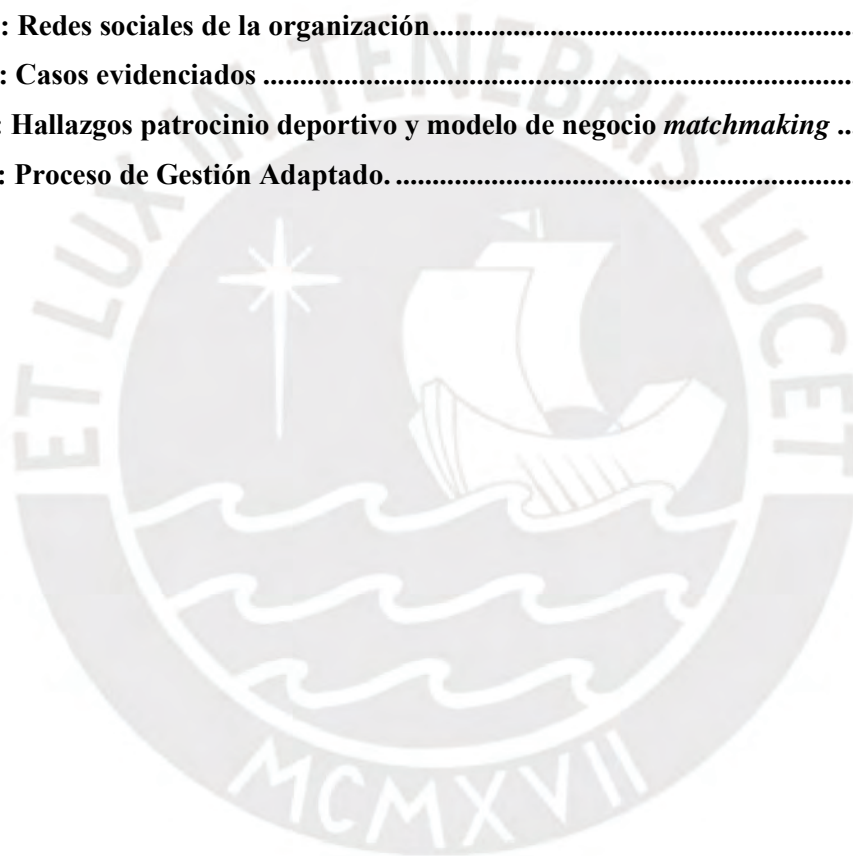 : Redes sociales de la organización................................................................
: Casos evidenciados ........................................................................................
: Hallazgos patrocinio deportivo y modelo de negocio matchmaking ..
: Proceso de Gestión Adaptado. .....................................................................
ET LUX IN TENEBRIS LUCET
MCMXVII